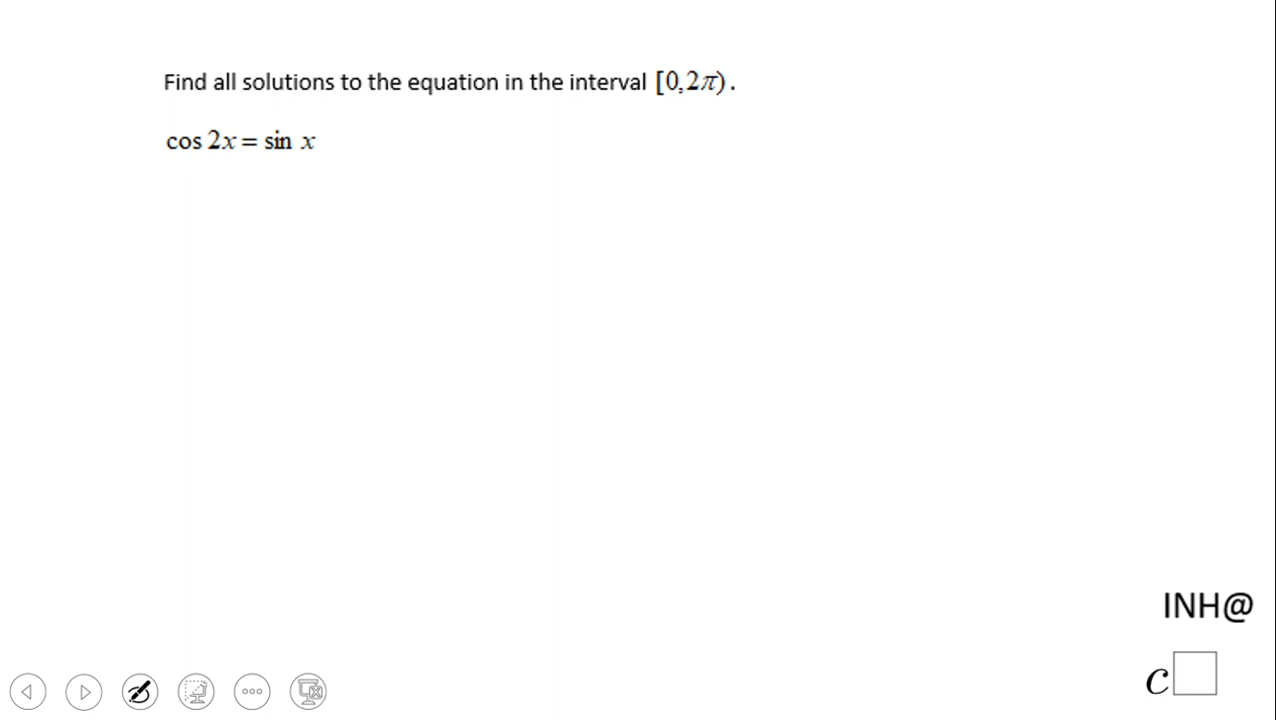 Find all solutions to the equation in the interval [0,2π).
cos 2x = sin x
INH@
c